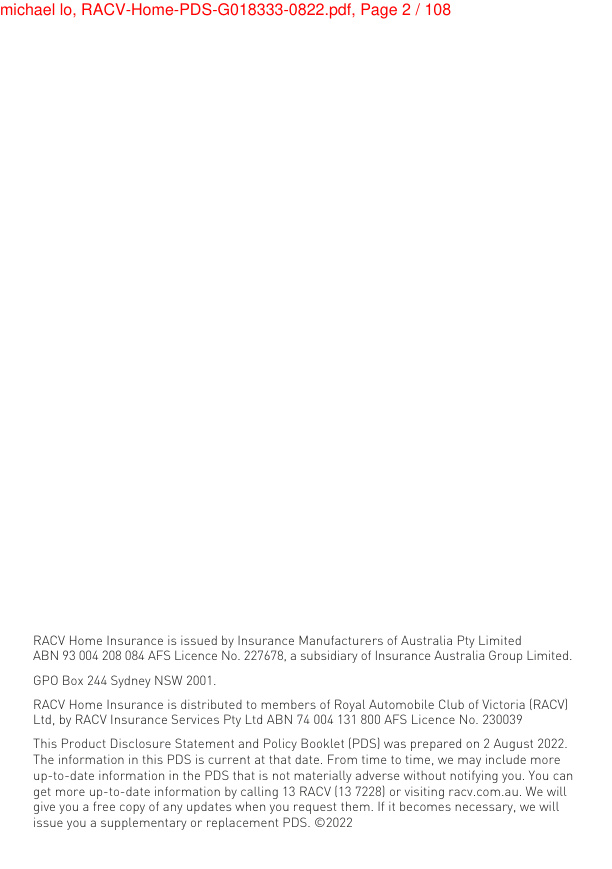 michael lo, RACV-Home-PDS-G018333-0822.pdf, Page 2 / 108
RACV Home Insurance is issued by Insurance Manufacturers of Australia Pty Limited
ABN 93 004 208 084 AFS Licence No. 227678, a subsidiary of Insurance Australia Group Limited.
GPO Box 244 Sydney NSW 2001.
RACV Home Insurance is distributed to members of Royal Automobile Club of Victoria (RACV)
Ltd, by RACV Insurance Services Pty Ltd ABN 74 004 131 800 AFS Licence No. 230039
This Product Disclosure Statement and Policy Booklet (PDS) was prepared on 2 August 2022.
The information in this PDS is current at that date. From time to time, we may include more
up-to-date information in the PDS that is not materially adverse without notifying you. You can
get more up-to-date information by calling 13 RACV (13 7228) or visiting racv.com.au. We will
give you a free copy of any updates when you request them. If it becomes necessary, we will
issue you a supplementary or replacement PDS. ©2022